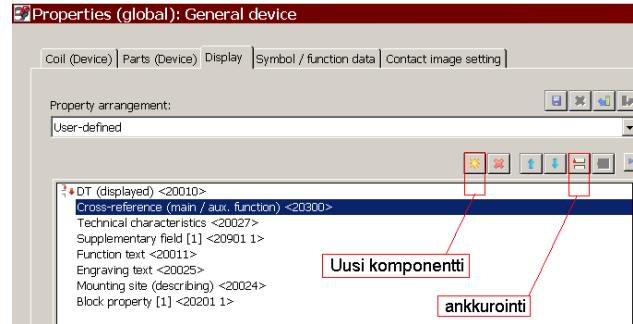 Properties (global): General device
Coil (Device) Parts (Device) Display Symbol / function data Contact image setting
Property arrangement:
User-defined
DT (displayed) <20010>
Cross-reference (main / aux. function) <20300>
Technical characteristics <20027>
Supplementary field [1] <20901 1>
Function text <20011>
Engraving text <20025>
Mounting site (describing) <20024>
Block property [1] <20201 1>
Uusi komponentti
ankkurointi